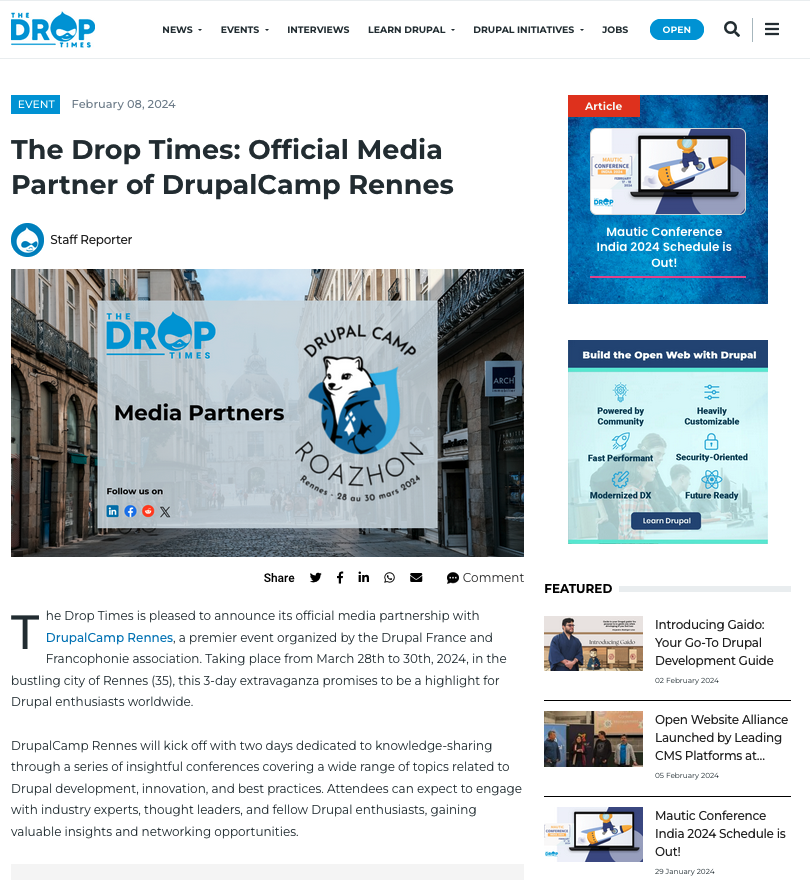 THE
DROP
TIMES
NEWS
EVENTS
INTERVIEWS
LEARN DRUPAL
DRUPAL INITIATIVES
JOBS
OPEN
EVENT
February 08, 2024
The Drop Times: Official Media
Partner of DrupalCamp Rennes
Staff Reporter
THE
DROP
TIMES
Media Partners
Follow us on
DRUPAL CAMP
ROAZHON
Rennes - 28 au 30 mars 2024
ARCH
Share
Comment
The Drop Times is pleased to announce its official media partnership with
DrupalCamp Rennes, a premier event organized by the Drupal France and
Francophonie association. Taking place from March 28th to 30th, 2024, in the
bustling city of Rennes (35), this 3-day extravaganza promises to be a highlight for
Drupal enthusiasts worldwide.
DrupalCamp Rennes will kick off with two days dedicated to knowledge-sharing
through a series of insightful conferences covering a wide range of topics related to
Drupal development, innovation, and best practices. Attendees can expect to engage
with industry experts, thought leaders, and fellow Drupal enthusiasts, gaining
valuable insights and networking opportunities.
Article
MAUTIC
CONFERENCE
DROP
Mautic Conference
India 2024 Schedule is
Out!
Build the Open Web with Drupal
Powered by
Community
Heavily
Customizable
Fast Performant
Security-Oriented
Modernized DX
Future Ready
Learn Drupal
FEATURED
Introducing Gaido
Introducing Gaido:
Your Go-To Drupal
Development Guide
02 February 2024
Open Website Alliance
Launched by Leading
CMS Platforms at...
05 February 2024
Mautic Conference
India 2024 Schedule is
Out!
29 January 2024